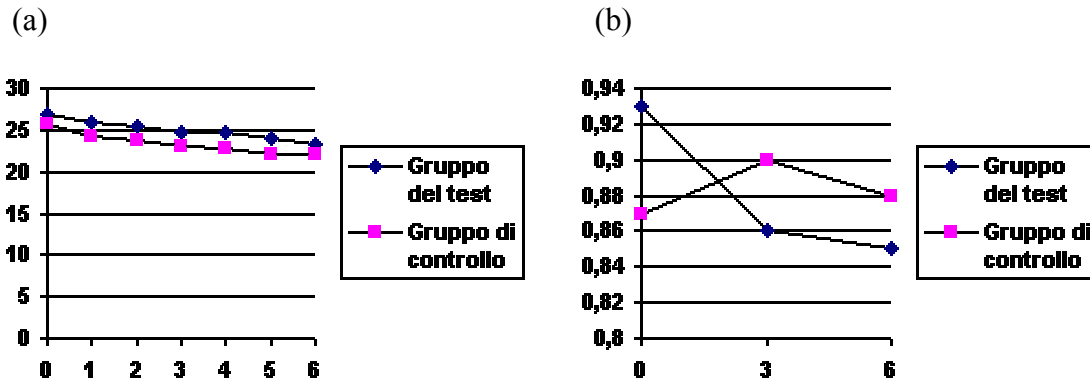 (a)
30
25
20
15
10
5
0
0 1 2 3 4 5 6
Gruppo
del test
Gruppo di
controllo
(b)
0,94
0,92
0,9
0,88
0,86
0,84
0,82
0,8
0 3 6
Gruppo
del test
Gruppo di
controllo